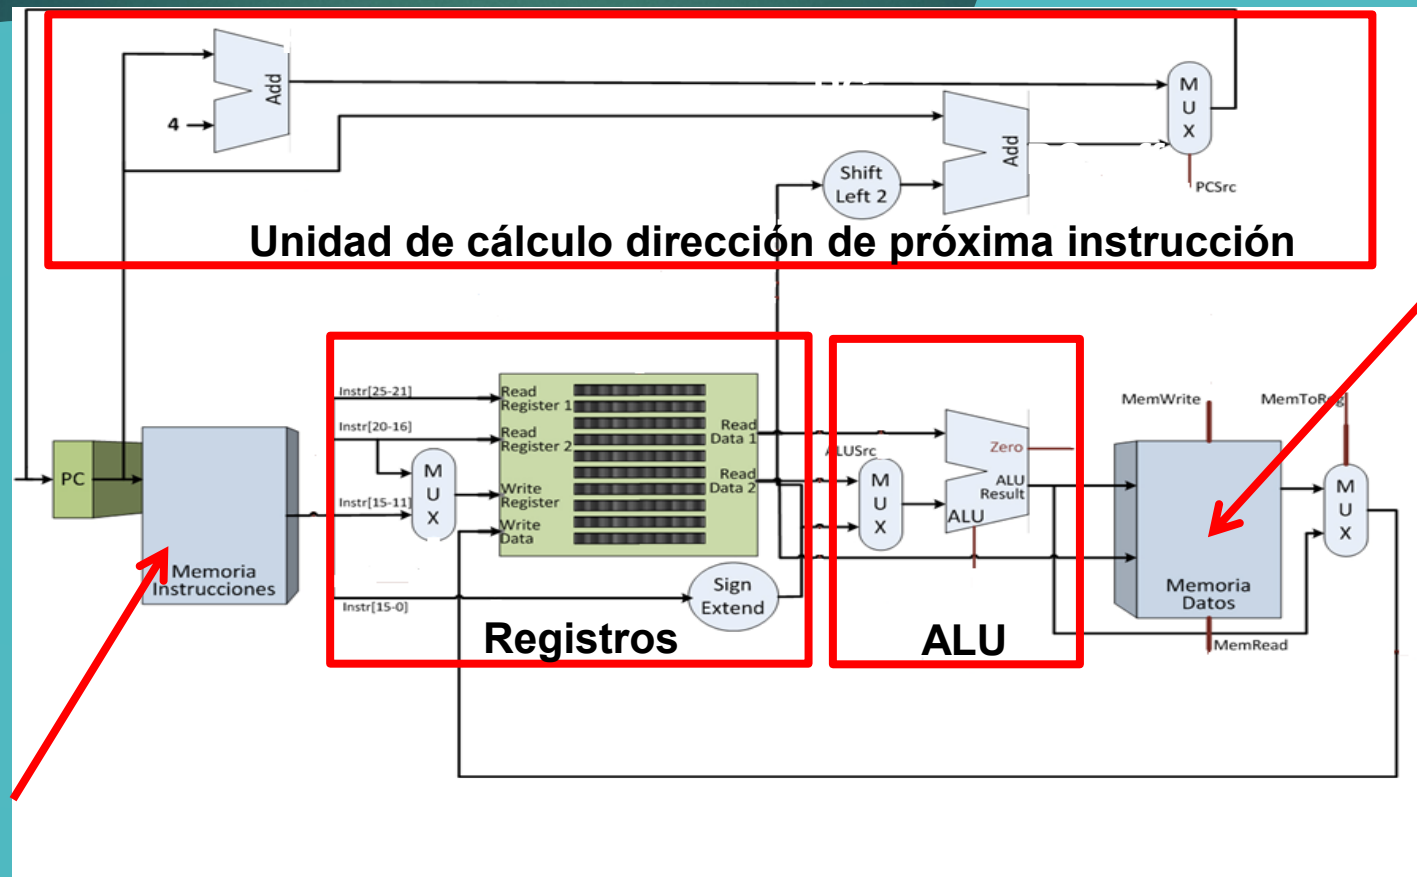 Add
4
Add
M
U
X
Shift
Left 2
PCSrc
Unidad de cálculo dirección de próxima instrucción
PC
Memoria
Instrucciones
Instr[25-21]
Instr[20-16]
Instr[15-11]
Instr[15-0]
M
U
X
Read
Register 1
Read
Register 2
Write
Register
Write
Data
Read
Data 1
Read
Data 2
Sign
Extend
Registros
ALUSrc
M
U
X
Zero
ALU
Result
ALU
ALU
MemWrite
MemToReg
Memoria
Datos
MemRead
M
U
X